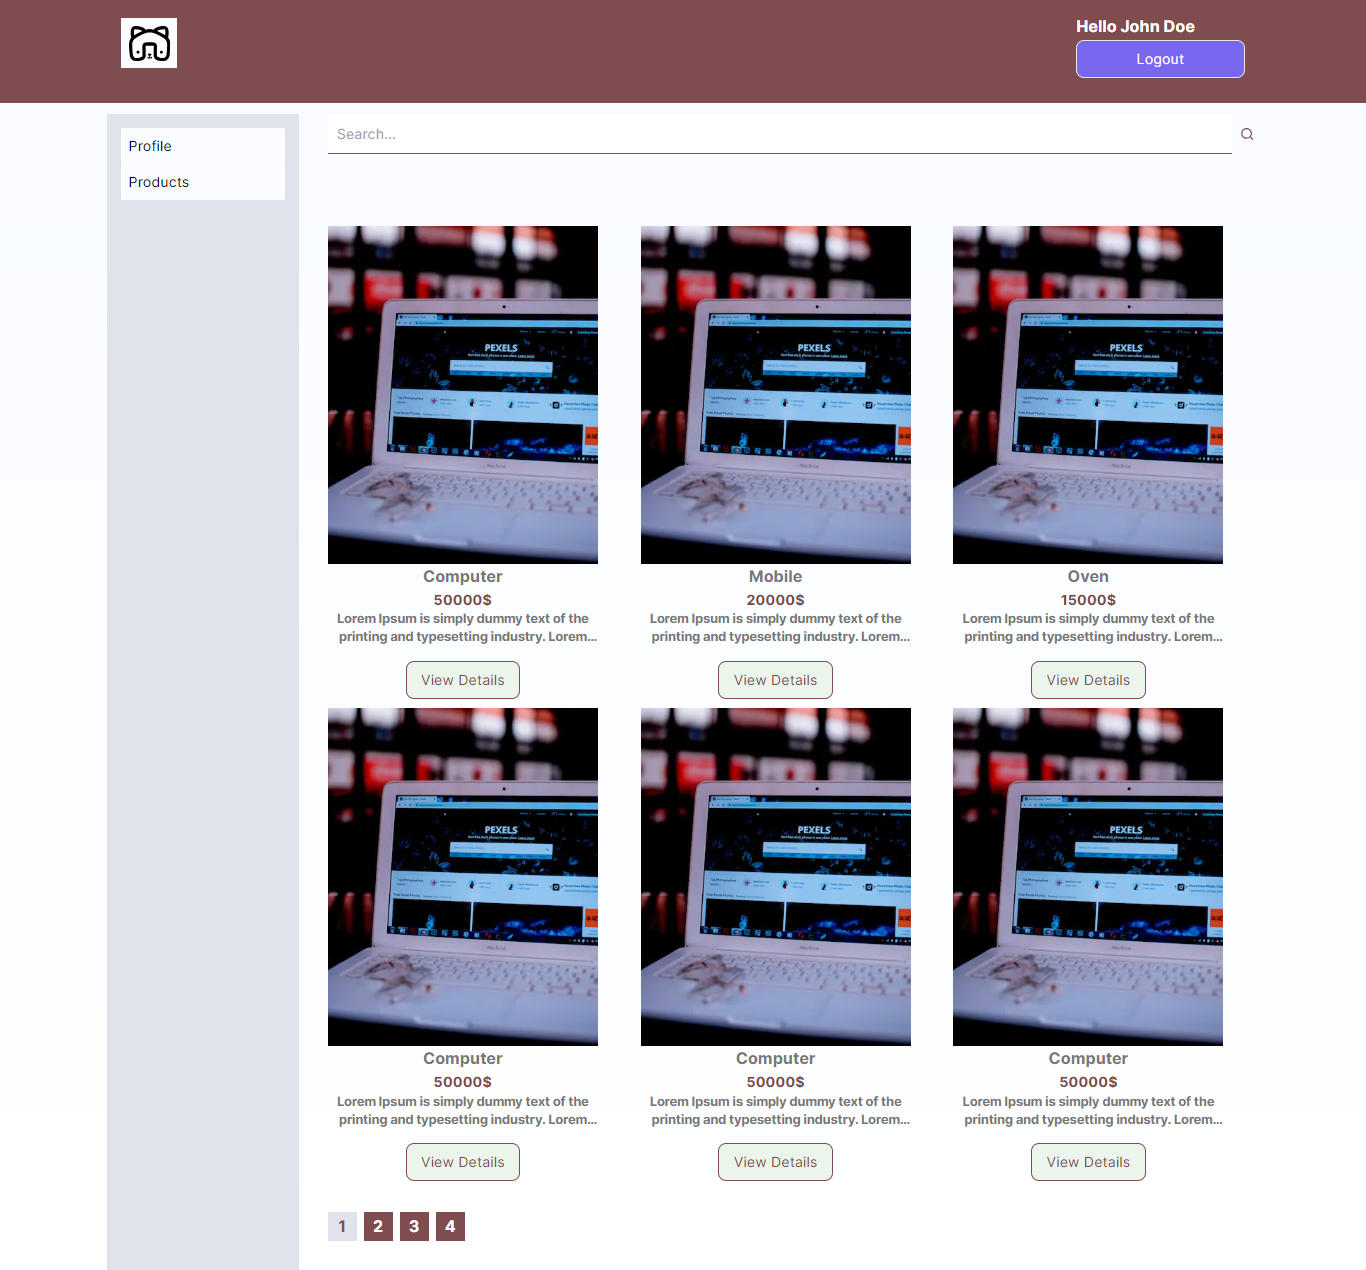 Hello John Doe
Logout
Profile
Products
Search...
PEXELS
PEXELS
PEXELS
Computer
Mobile
Oven
50000$
20000$
15000$
Lorem Ipsum is simply dummy text of the
printing and typesetting industry. Lorem...
Lorem Ipsum is simply dummy text of the
printing and typesetting industry. Lorem...
Lorem Ipsum is simply dummy text of the
printing and typesetting industry. Lorem...
View Details
View Details
View Details
PEXELS
PEXELS
PEXELS
Computer
Computer
Computer
50000$
50000$
50000$
Lorem Ipsum is simply dummy text of the
printing and typesetting industry. Lorem...
Lorem Ipsum is simply dummy text of the
printing and typesetting industry. Lorem...
Lorem Ipsum is simply dummy text of the
printing and typesetting industry. Lorem...
View Details
View Details
View Details
1 2 3 4